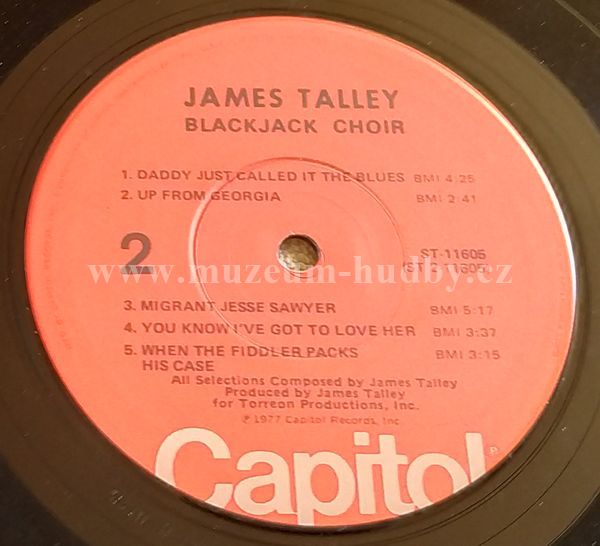 JAMES TALLEY
BLACKJACK CHOIR
1. DADDY JUST CALLED IT THE BLUES BMI 4:25
2. UP FROM GEORGIA BMI 2:41
2
ST-11605
(ST 2-11605)
www.muzeum-hudby.cz
3. MIGRANT JESSE SAWYER BMI 5:17
4. YOU KNOW I'VE GOT TO LOVE HER BMI 3:37
5. WHEN THE FIDDLER PACKS BMI 3:15
HIS CASE
All Selections Composed by James Talley
Produced by James Talley
for Torreon Productions, Inc.
℗ 1977 Capitol Records, Inc.
Capitol